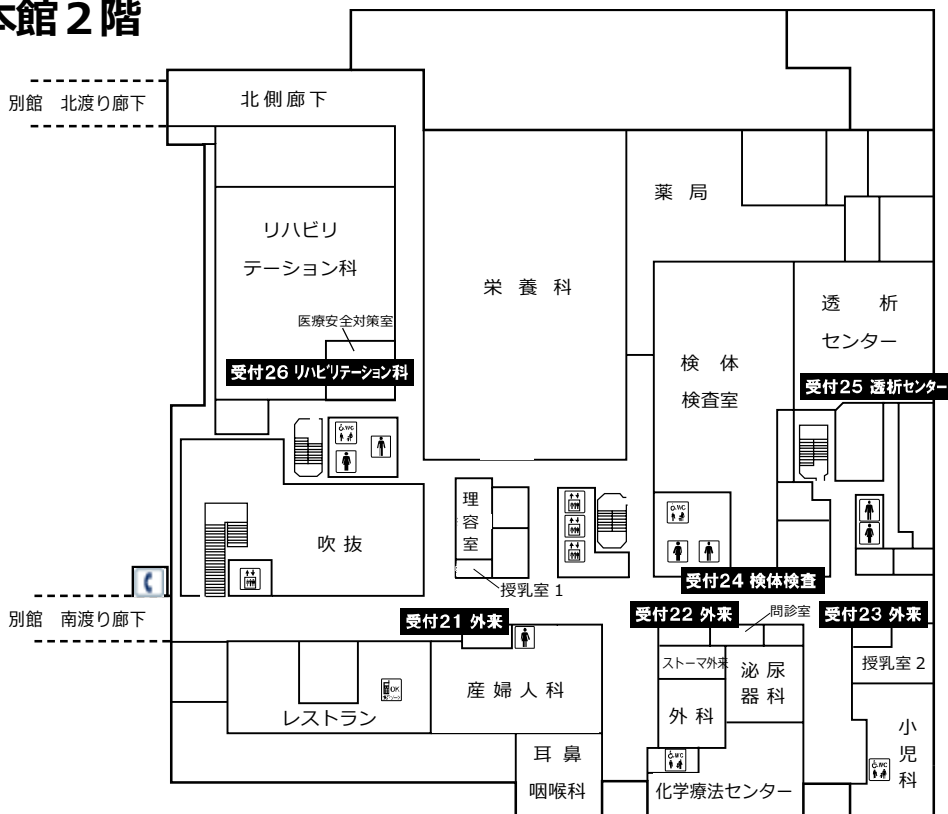 本館２階
北側廊下
別館 北渡り廊下
薬局
リハビリ
テーション科
栄養科
透析
センター
医療安全対策室
検体
検査室
受付26 リハビリテーション科
受付25 透析センター
WC
WC
理容室
吹抜
受付24 検体検査
授乳室１
別館 南渡り廊下
受付21 外来
受付22 外来
問診室
受付23 外来
ストーマ外来
泌尿
器科
授乳室２
産婦人科
OK
レストラン
外科
小児科
耳鼻
咽喉科
WC
WC
化学療法センター